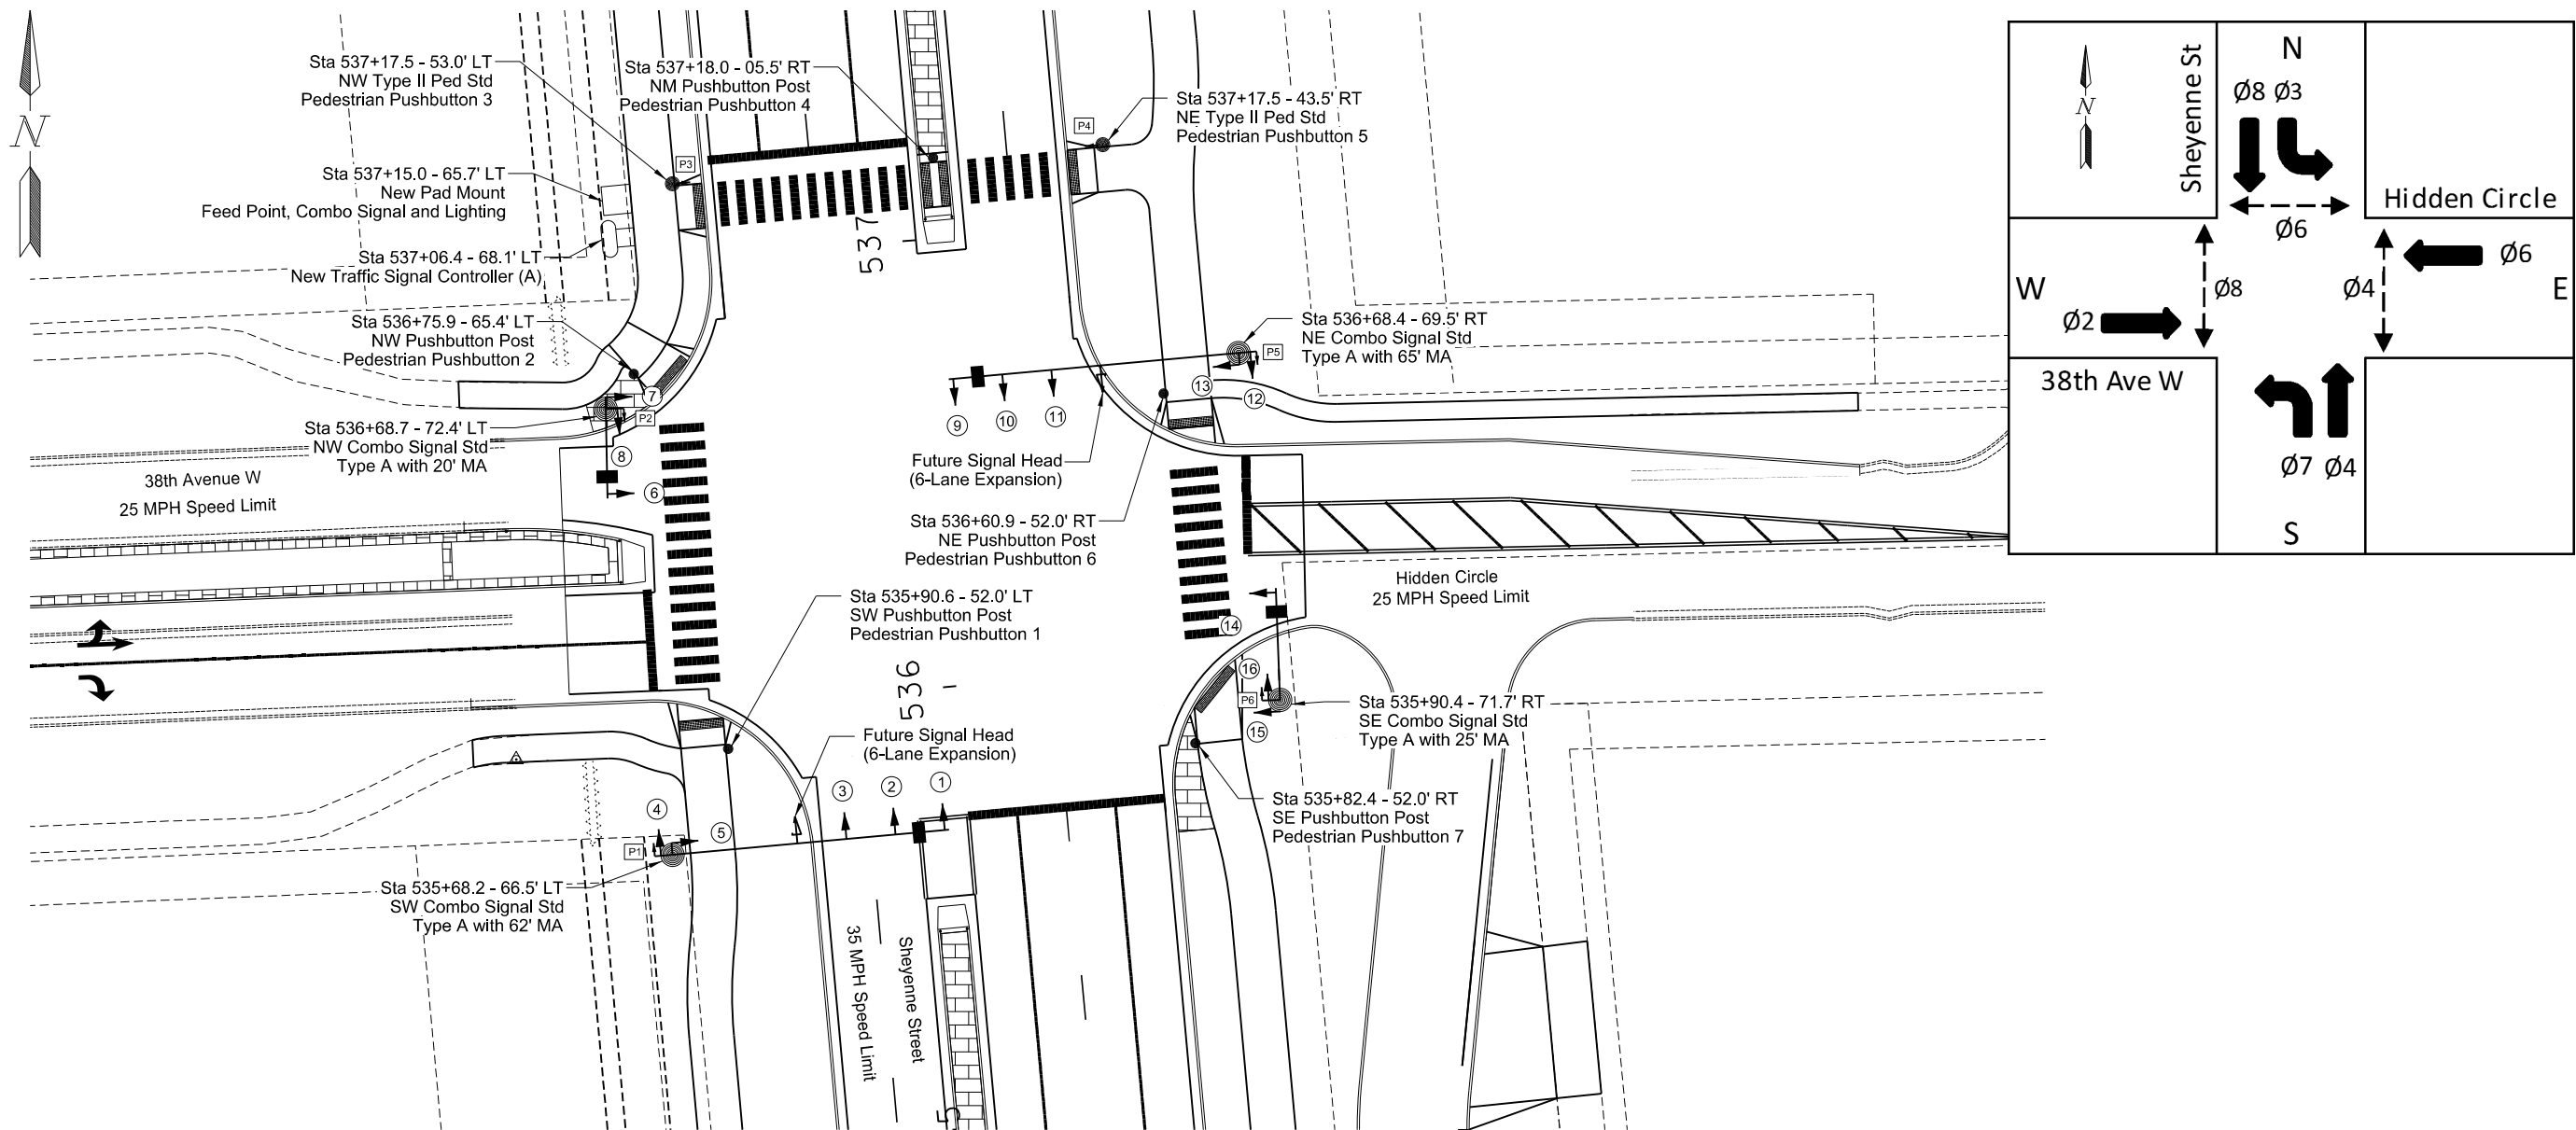 N
Sta 537+17.5 - 53.0' LT
NW Type II Ped Std
Pedestrian Pushbutton 3
Sta 537+18.0 - 05.5' RT
NM Pushbutton Post
Pedestrian Pushbutton 4
P4
Sta 537+17.5 - 43.5' RT
NE Type II Ped Std
Pedestrian Pushbutton 5
P3
Sta 537+15.0 - 65.7' LT
New Pad Mount
Feed Point, Combo Signal and Lighting
537
Sta 537+06.4 - 68.1' LT
New Traffic Signal Controller (A)
Sta 536+75.9 - 65.4' LT
NW Pushbutton Post
Pedestrian Pushbutton 2
Sta 536+68.4 - 69.5' RT
NE Combo Signal Std
Type A with 65' MA
P5
7
13
12
P2
9
10
11
Sta 536+68.7 - 72.4' LT
NW Combo Signal Std
Type A with 20' MA
8
6
Future Signal Head
(6-Lane Expansion)
38th Avenue W
25 MPH Speed Limit
Sta 536+60.9 - 52.0' RT
NE Pushbutton Post
Pedestrian Pushbutton 6
Hidden Circle
25 MPH Speed Limit
Sta 535+90.6 - 52.0' LT
SW Pushbutton Post
Pedestrian Pushbutton 1
14
16
536
P6
15
Sta 535+90.4 - 71.7' RT
SE Combo Signal Std
Type A with 25' MA
Future Signal Head
(6-Lane Expansion)
4
5
3
2
1
P1
Sta 535+82.4 - 52.0' RT
SE Pushbutton Post
Pedestrian Pushbutton 7
Sta 535+68.2 - 66.5' LT
SW Combo Signal Std
Type A with 62' MA
35 MPH Speed Limit
Sheyenne Street
5
N
Sheyenne St
N
Ø8 Ø3
Hidden Circle
Ø6
Ø6
W
Ø8
Ø4
E
Ø2
38th Ave W
Ø7 Ø4
S